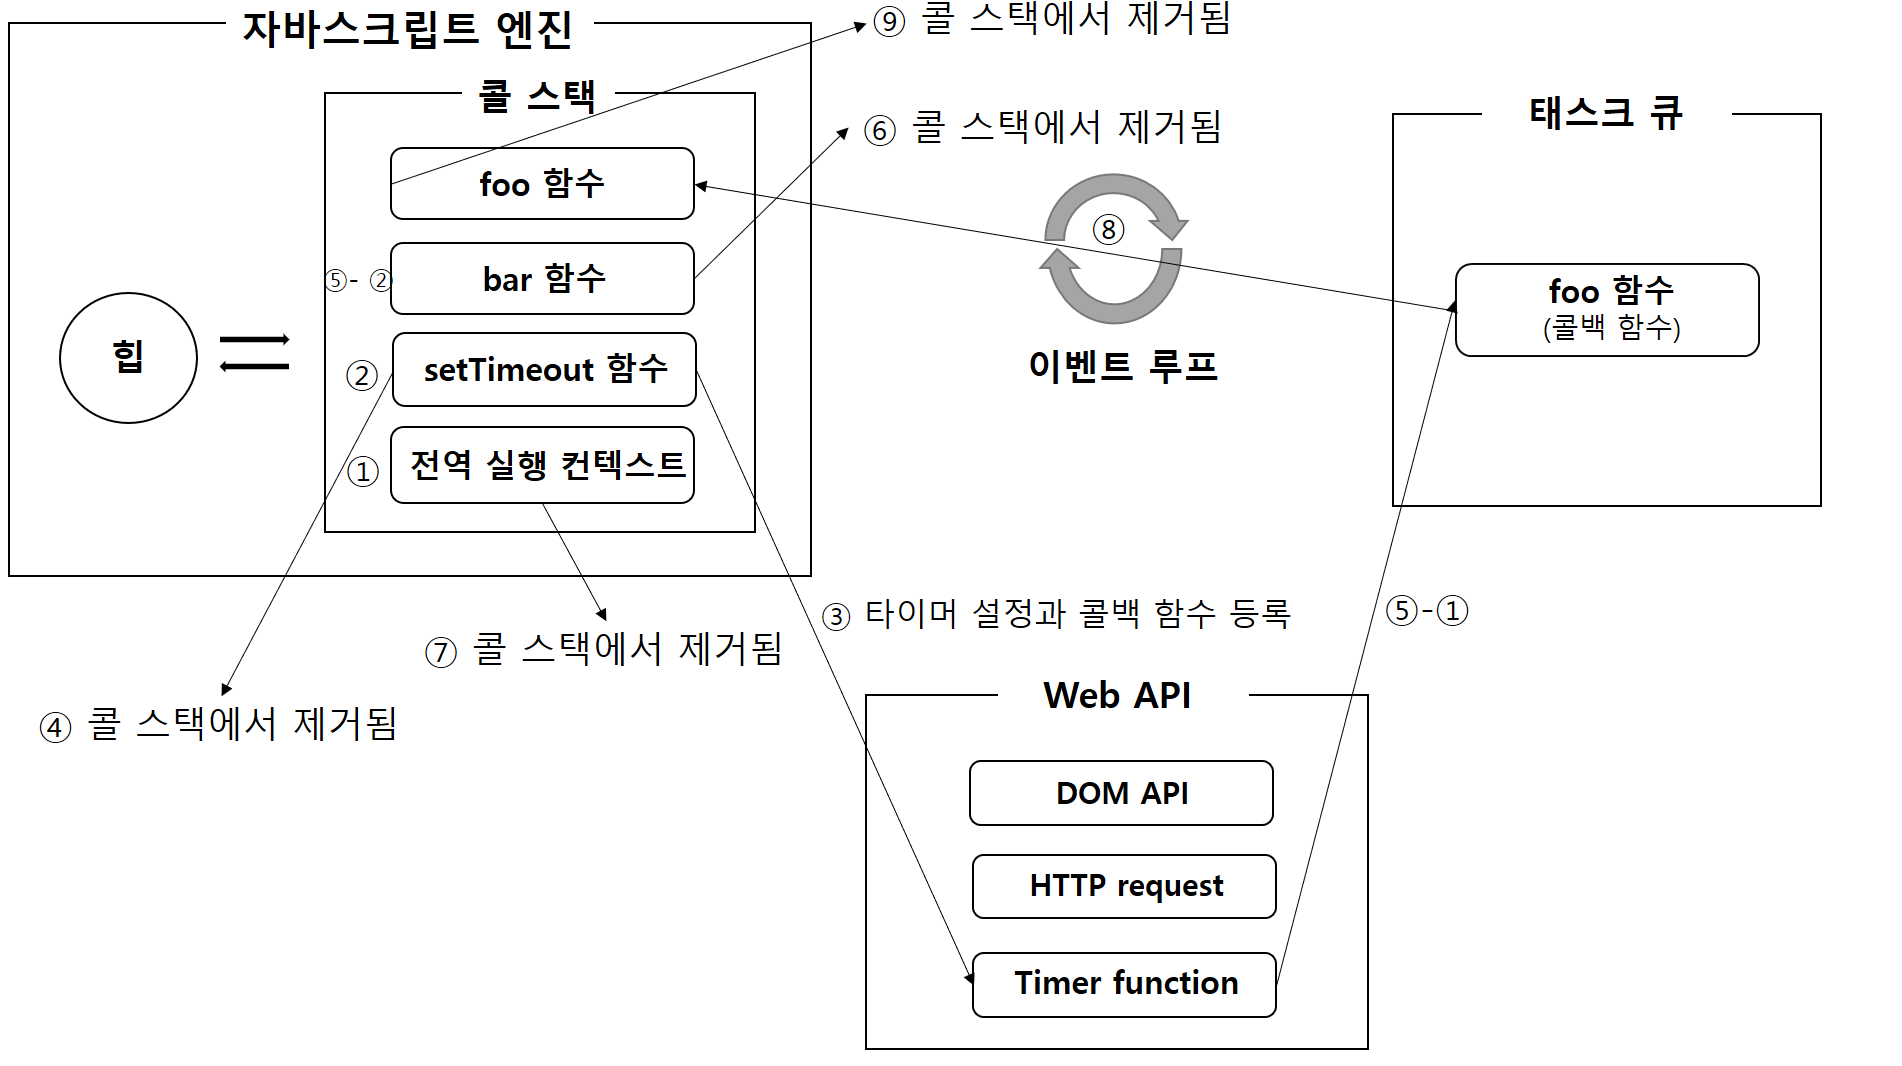 자바스크립트 엔진
⑨ 콜 스택에서 제거됨
콜 스택
⑥ 콜 스택에서 제거됨
태스크 큐
foo 함수
⑧
⑤- ②
bar 함수
foo 함수
(콜백 함수)
힙
②
setTimeout 함수
이벤트 루프
①
전역 실행 컨텍스트
③ 타이머 설정과 콜백 함수 등록
⑤-①
⑦ 콜 스택에서 제거됨
④ 콜 스택에서 제거됨
Web API
DOM API
HTTP request
Timer function